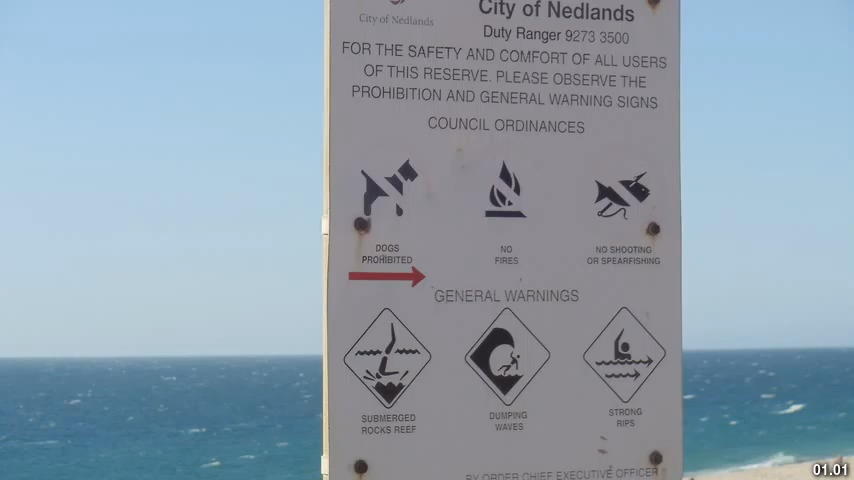 City of Nedlands
City of Nedlands
Duty Ranger 9273 3500
FOR THE SAFETY AND COMFORT OF ALL USERS
OF THIS RESERVE. PLEASE OBSERVE THE
PROHIBITION AND GENERAL WARNING SIGNS
COUNCIL ORDINANCES
DOGS
PROHIBITED
NO
FIRES
NO SHOOTING
OR SPEARFISHING
GENERAL WARNINGS
SUBMERGED
ROCKS REEF
DUMPING
WAVES
STRONG
RIPS
BY ORDER CHIEF EXECUTIVE OFFICER
01.01